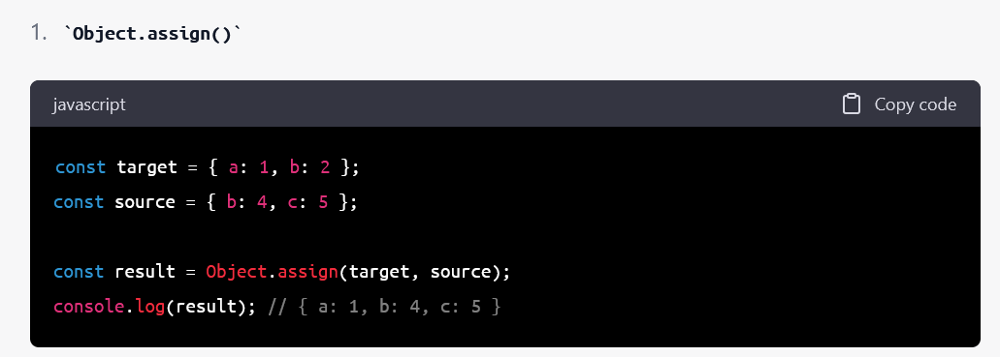 1. `Object.assign()`
javascript
Copy code
const target = { a: 1, b: 2 };
const source = { b: 4, c: 5 };
const result = Object.assign(target, source);
console.log(result); // { a: 1, b: 4, c: 5 }